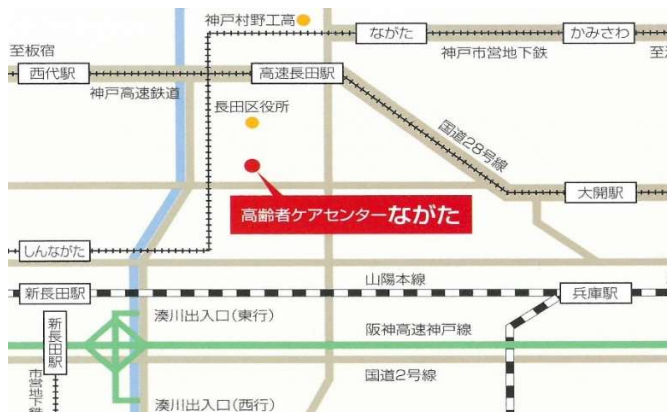 神戸村野工高
至板宿
ながた
かみさわ
神戸市営地下鉄
西代駅
高速長田駅
神戸高速鉄道
長田区役所
国道28号線
高齢者ケアセンターながた
大開駅
しんながた
山陽本線
新長田駅
兵庫駅
湊川出入口(東行)
新長田駅
阪神高速神戸線
国道2号線
市営地下鉄
湊川出入口(西行)